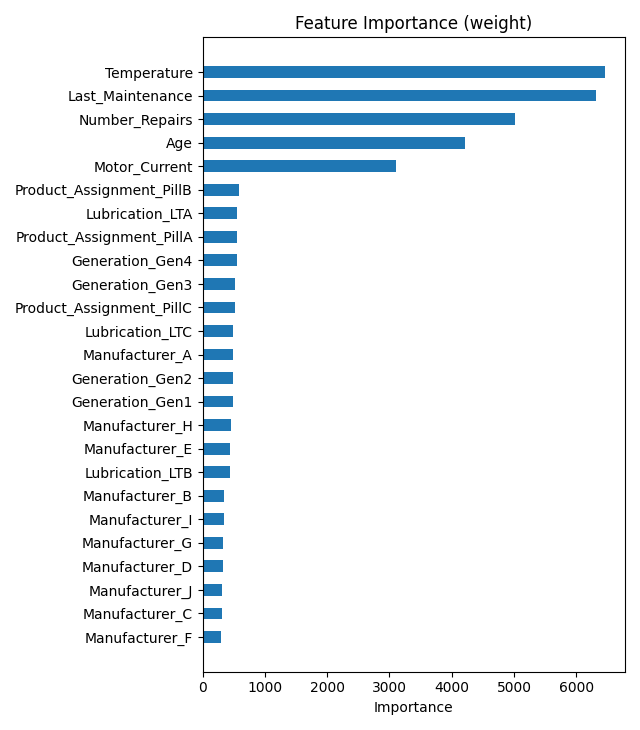 Feature Importance (weight)
Temperature
Last_Maintenance
Number_Repairs
Age
Motor_Current
Product_Assignment_PillB
Lubrication_LTA
Product_Assignment_PillA
Generation_Gen4
Generation_Gen3
Product_Assignment_PillC
Lubrication_LTC
Manufacturer_A
Generation_Gen2
Generation_Gen1
Manufacturer_H
Manufacturer_E
Lubrication_LTB
Manufacturer_B
Manufacturer_I
Manufacturer_G
Manufacturer_D
Manufacturer_J
Manufacturer_C
Manufacturer_F
0 1000 2000 3000 4000 5000 6000
Importance